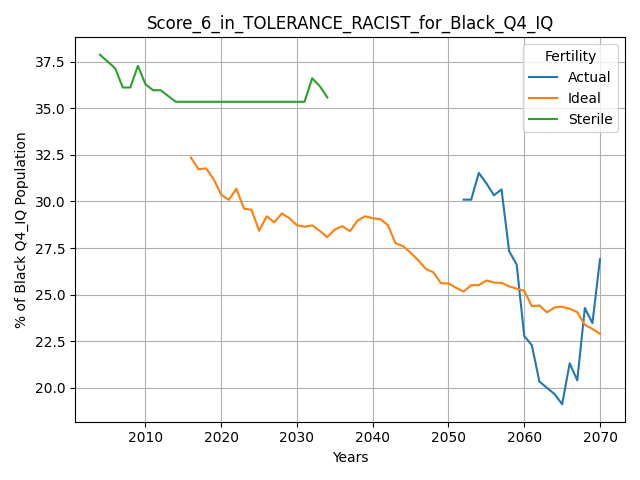 Score_6_in_TOLERANCE_RACIST_for_Black_Q4_IQ
Fertility
Actual
Ideal
Sterile
% of Black Q4_IQ Population
37.5
35.0
32.5
30.0
27.5
25.0
22.5
20.0
2010 2020 2030 2040 2050 2060 2070
Years